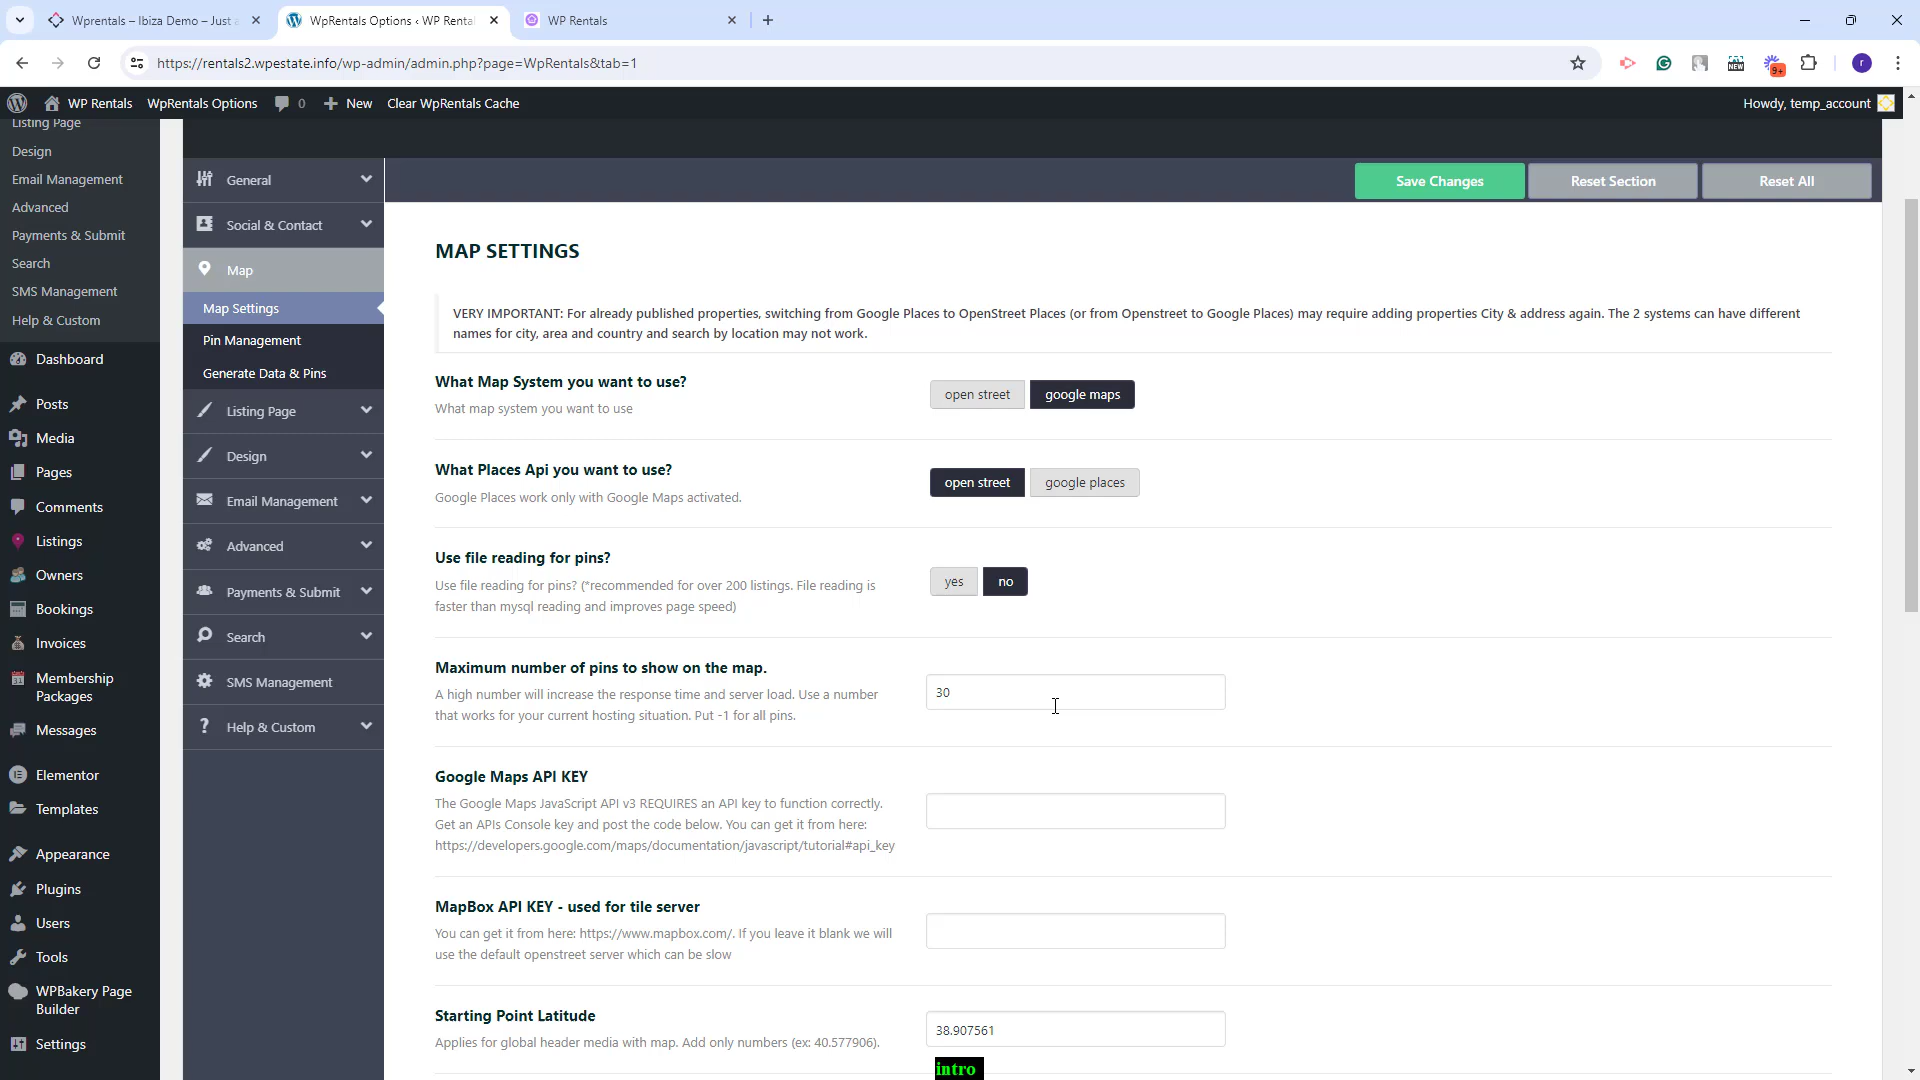 Wprentals – Ibiza Demo – Just a
WpRentals Options ‹ WP Rental
WP Rentals
https://rentals2.wpestate.info/wp-admin/admin.php?page=WpRentals&tab=1
NEW
9+
r
WP Rentals
WpRentals Options
0
New
Clear WpRentals Cache
Howdy, temp_account
Listing Page
Design
Email Management
Advanced
Payments & Submit
Search
SMS Management
Help & Custom
Dashboard
Posts
Media
Pages
Comments
Listings
Owners
Bookings
Invoices
Membership
Packages
Messages
Elementor
Templates
Appearance
Plugins
Users
Tools
WPBakery Page
Builder
Settings
General
Social & Contact
Map
Map Settings
Pin Management
Generate Data & Pins
Listing Page
Design
Email Management
Advanced
Payments & Submit
Search
SMS Management
Help & Custom
Save Changes
Reset Section
Reset All
MAP SETTINGS
VERY IMPORTANT: For already published properties, switching from Google Places to OpenStreet Places (or from Openstreet to Google Places) may require adding properties City & address again. The 2 systems can have different
names for city, area and country and search by location may not work.
What Map System you want to use?
What map system you want to use
open street
google maps
What Places Api you want to use?
Google Places work only with Google Maps activated.
open street
google places
Use file reading for pins?
Use file reading for pins? (*recommended for over 200 listings. File reading is
faster than mysql reading and improves page speed)
yes
no
Maximum number of pins to show on the map.
A high number will increase the response time and server load. Use a number
that works for your current hosting situation. Put -1 for all pins.
30
Google Maps API KEY
The Google Maps JavaScript API v3 REQUIRES an API key to function correctly.
Get an APIs Console key and post the code below. You can get it from here:
https://developers.google.com/maps/documentation/javascript/tutorial#api_key
MapBox API KEY - used for tile server
You can get it from here: https://www.mapbox.com/. If you leave it blank we will
use the default openstreet server which can be slow
Starting Point Latitude
Applies for global header media with map. Add only numbers (ex: 40.577906).
38.907561
intro